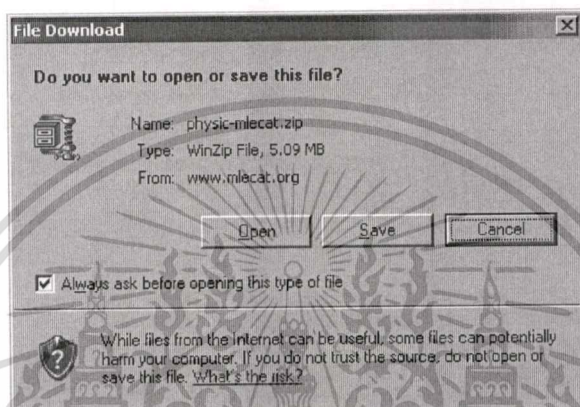 File Download
Do you want to open or save this file?
Name: physic-mlecat.zip
Type: WinZip File, 5.09 MB
From: www.mlecat.org
Open Save Cancel
Always ask before opening this type of file
While files from the Internet can be useful, some files can potentially
harm your computer. If you do not trust the source, do not open or
save this file. What's the risk?